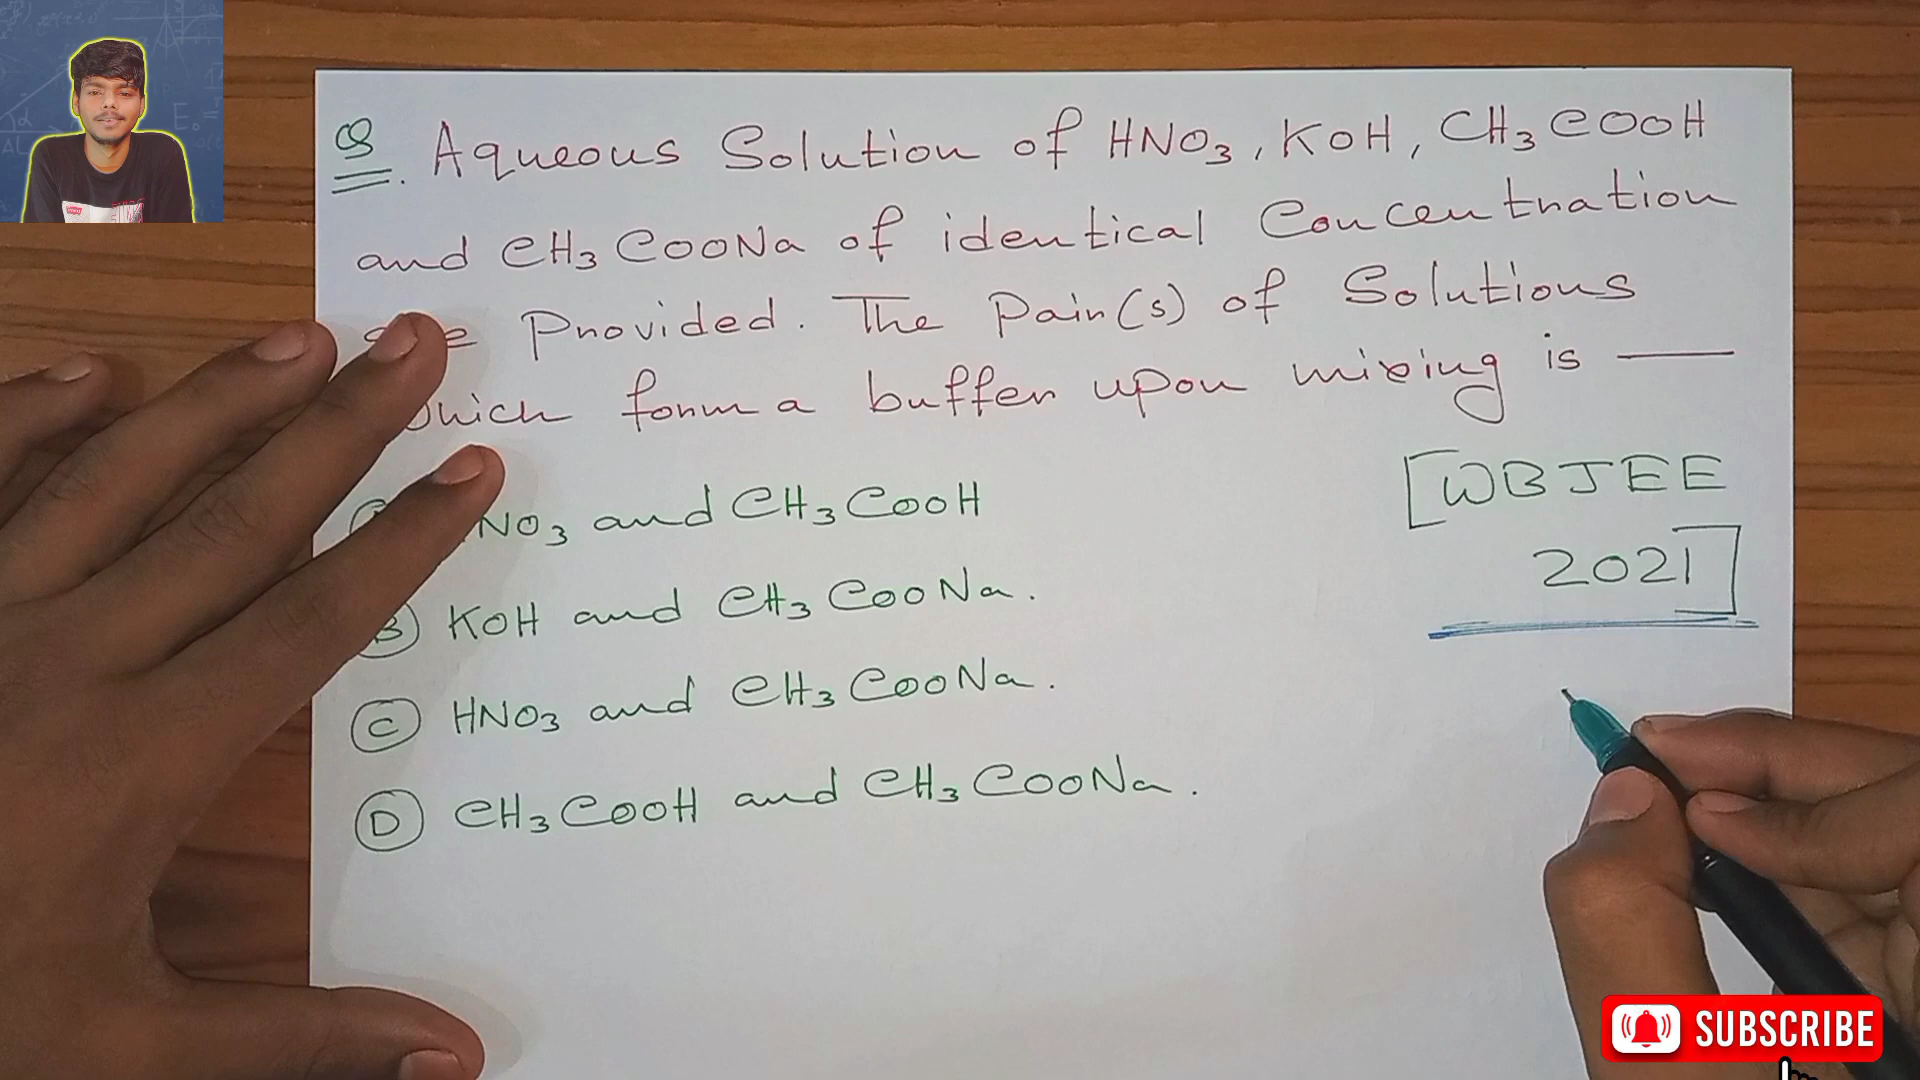 Q. Aqueous Solution of HNO3, KOH, CH3COOH
and CH3COONa of identical Concentration
Provided. The Pair(s) of Solutions
which form a buffer upon mixing is —
[WBJEE
2021]
NO3 and CH3COOH
(B) KOH and CH3COONa.
(C) HNO3 and CH3COONa.
(D) CH3COOH and CH3COONa.
SUBSCRIBE